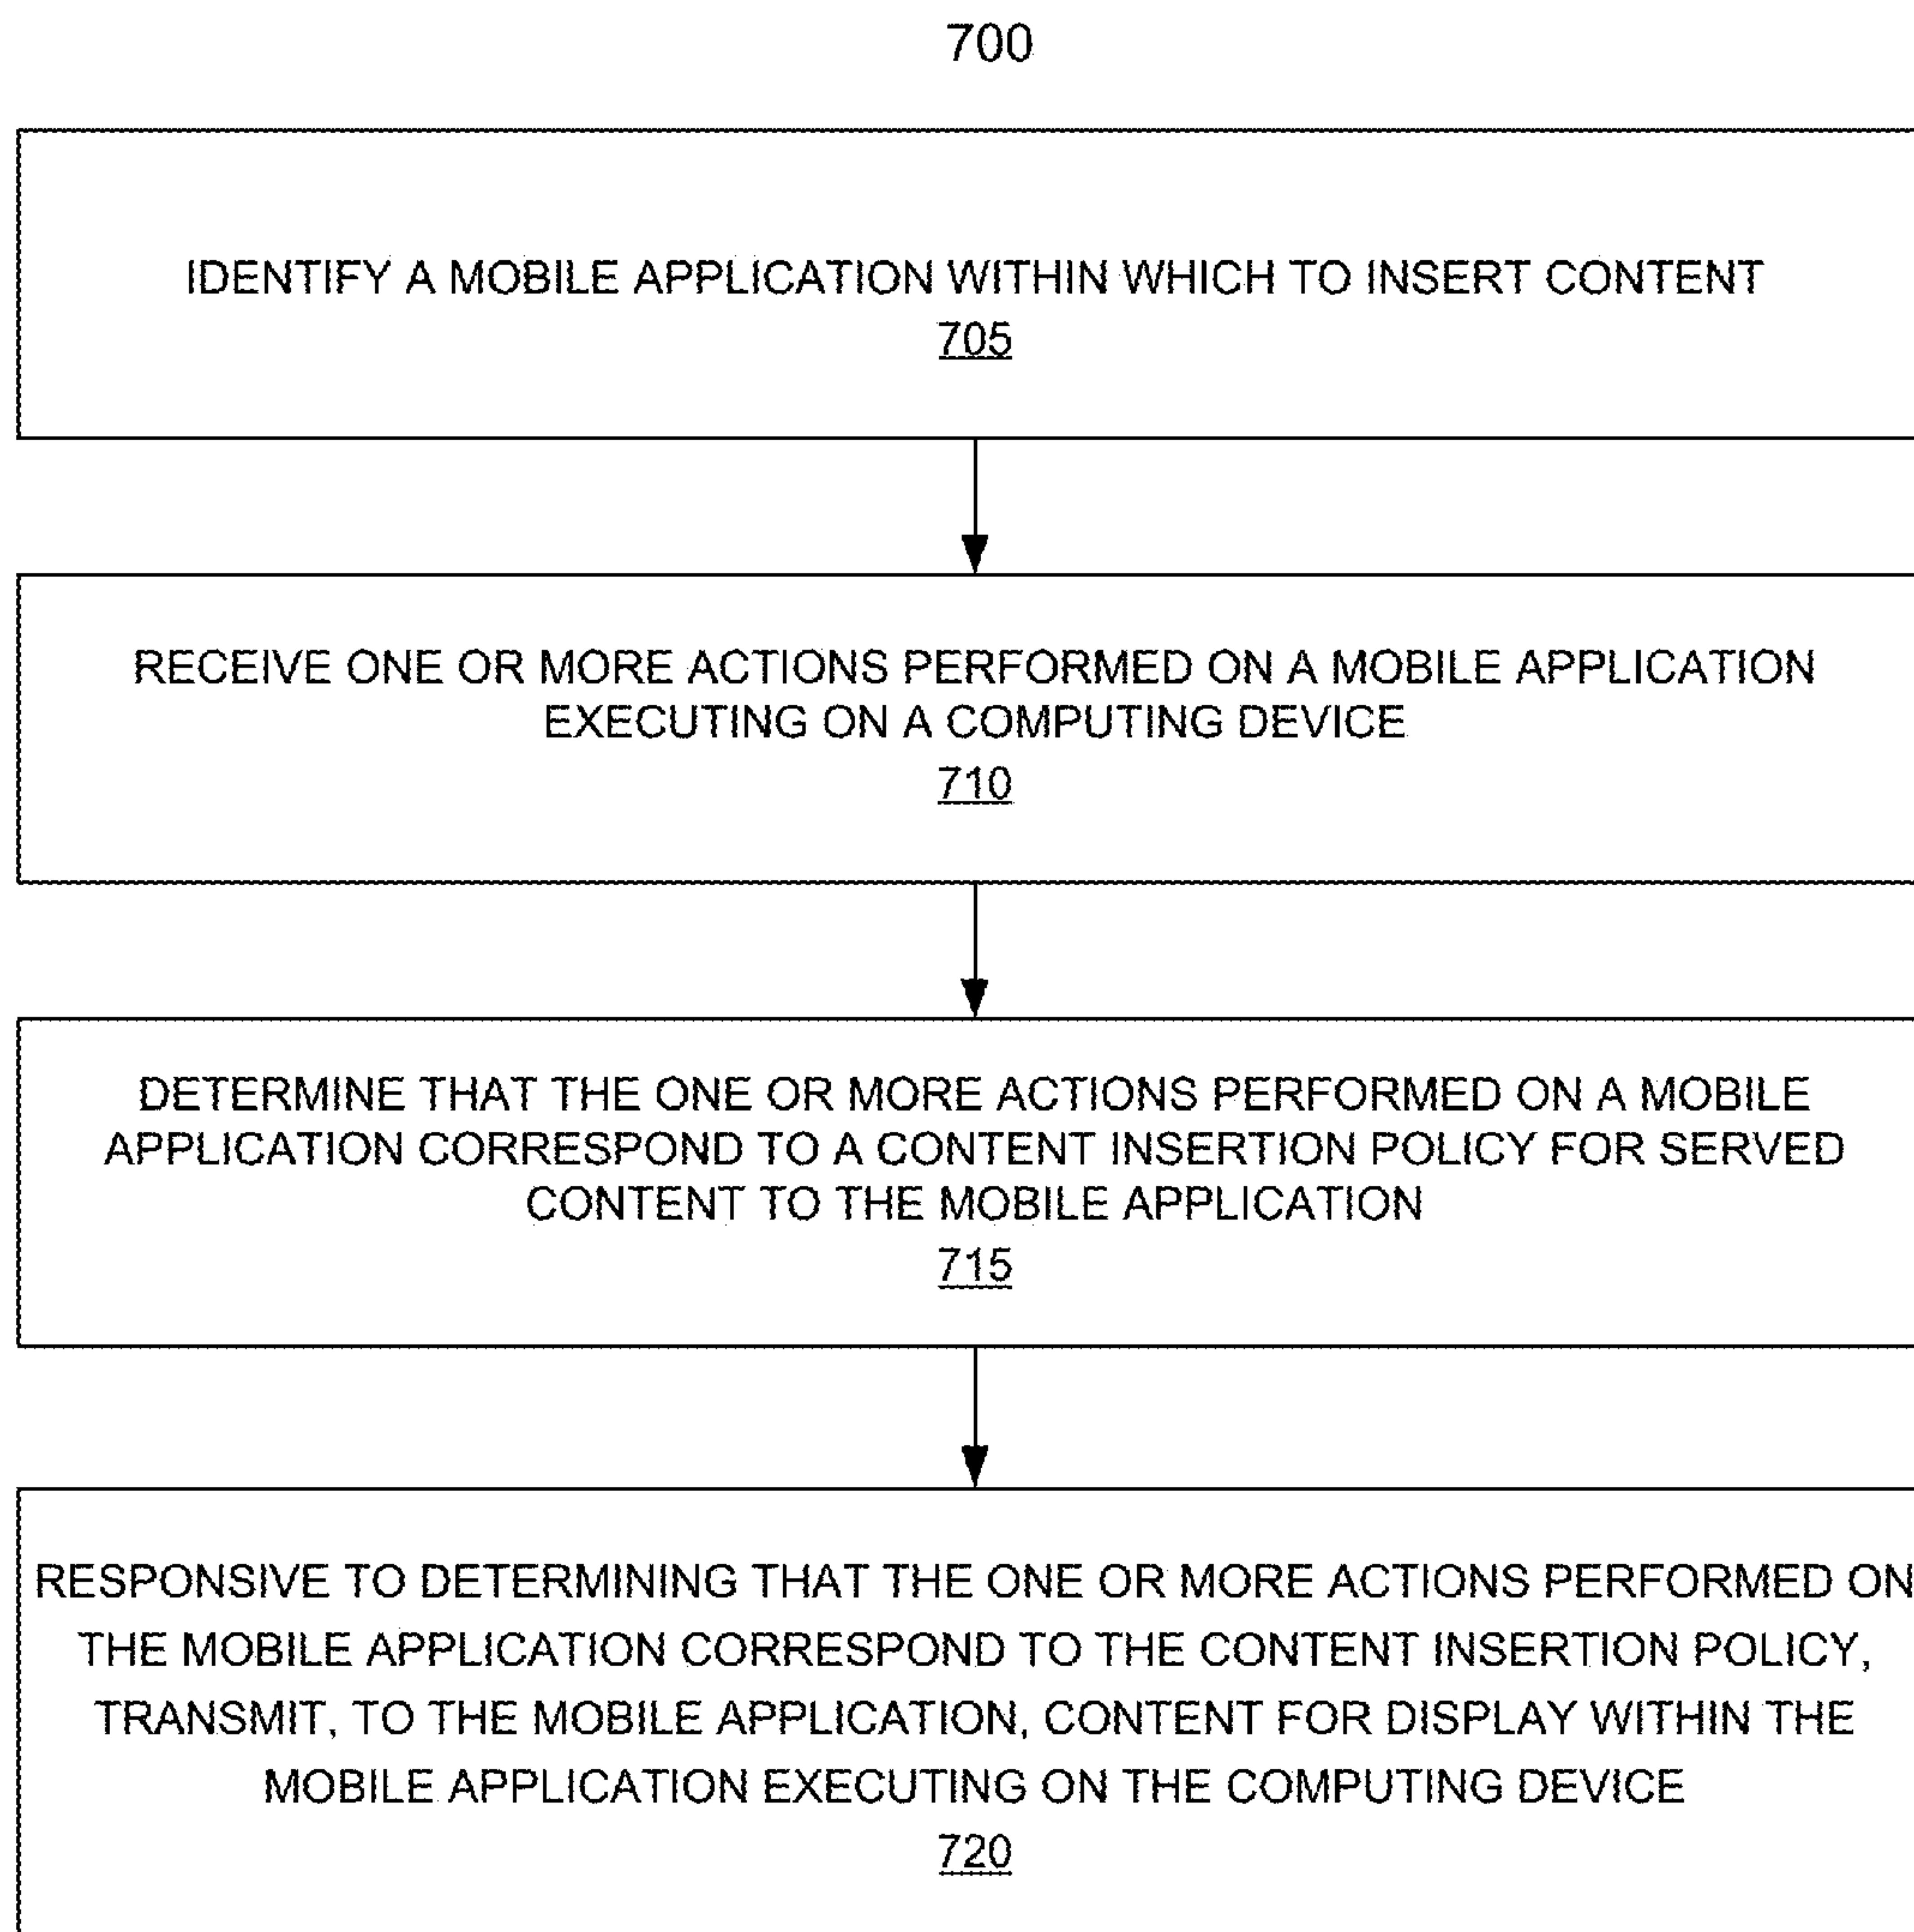 700
IDENTIFY A MOBILE APPLICATION WITHIN WHICH TO INSERT CONTENT
705
RECEIVE ONE OR MORE ACTIONS PERFORMED ON A MOBILE APPLICATION
EXECUTING ON A COMPUTING DEVICE
710
DETERMINE THAT THE ONE OR MORE ACTIONS PERFORMED ON A MOBILE
APPLICATION CORRESPOND TO A CONTENT INSERTION POLICY FOR SERVED
CONTENT TO THE MOBILE APPLICATION
715
RESPONSIVE TO DETERMINING THAT THE ONE OR MORE ACTIONS PERFORMED ON
THE MOBILE APPLICATION CORRESPOND TO THE CONTENT INSERTION POLICY,
TRANSMIT, TO THE MOBILE APPLICATION, CONTENT FOR DISPLAY WITHIN THE
MOBILE APPLICATION EXECUTING ON THE COMPUTING DEVICE
720